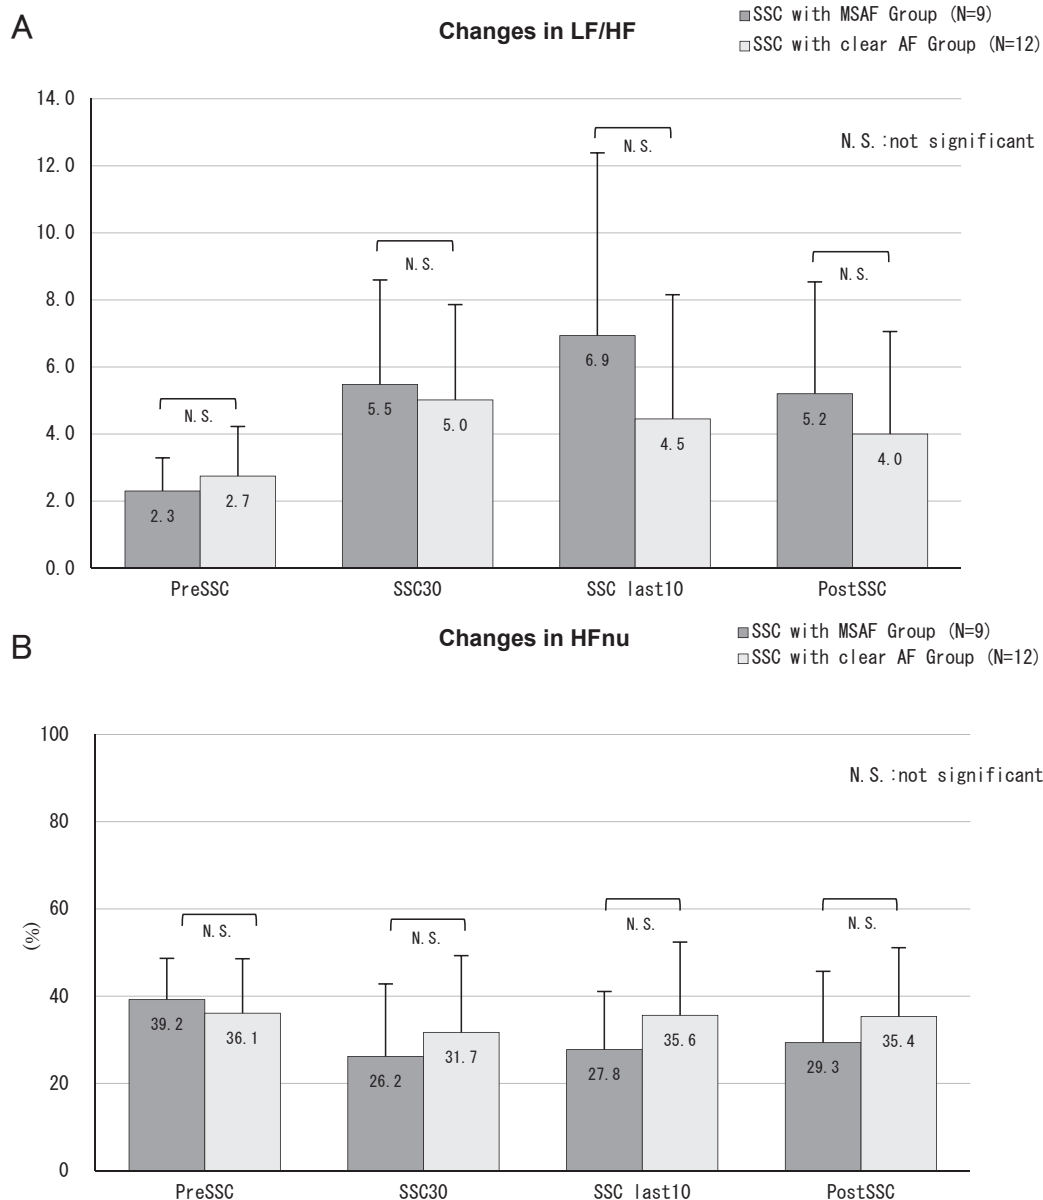 A
Changes in LF/HF
SSC with MSAF Group (N=9)
SSC with clear AF Group (N=12)
N.S.:not significant
14.0
12.0
10.0
8.0
6.0
4.0
2.0
0.0
N.S.
N.S.
N.S.
N.S.
2.3
2.7
5.5
5.0
6.9
4.5
5.2
4.0
PreSSC
SSC30
SSC last10
PostSSC
B
Changes in HFnu
SSC with MSAF Group (N=9)
SSC with clear AF Group (N=12)
N.S.:not significant
(%)
100
80
60
40
20
0
N.S.
N.S.
N.S.
N.S.
39.2
36.1
26.2
31.7
27.8
35.6
29.3
35.4
PreSSC
SSC30
SSC last10
PostSSC